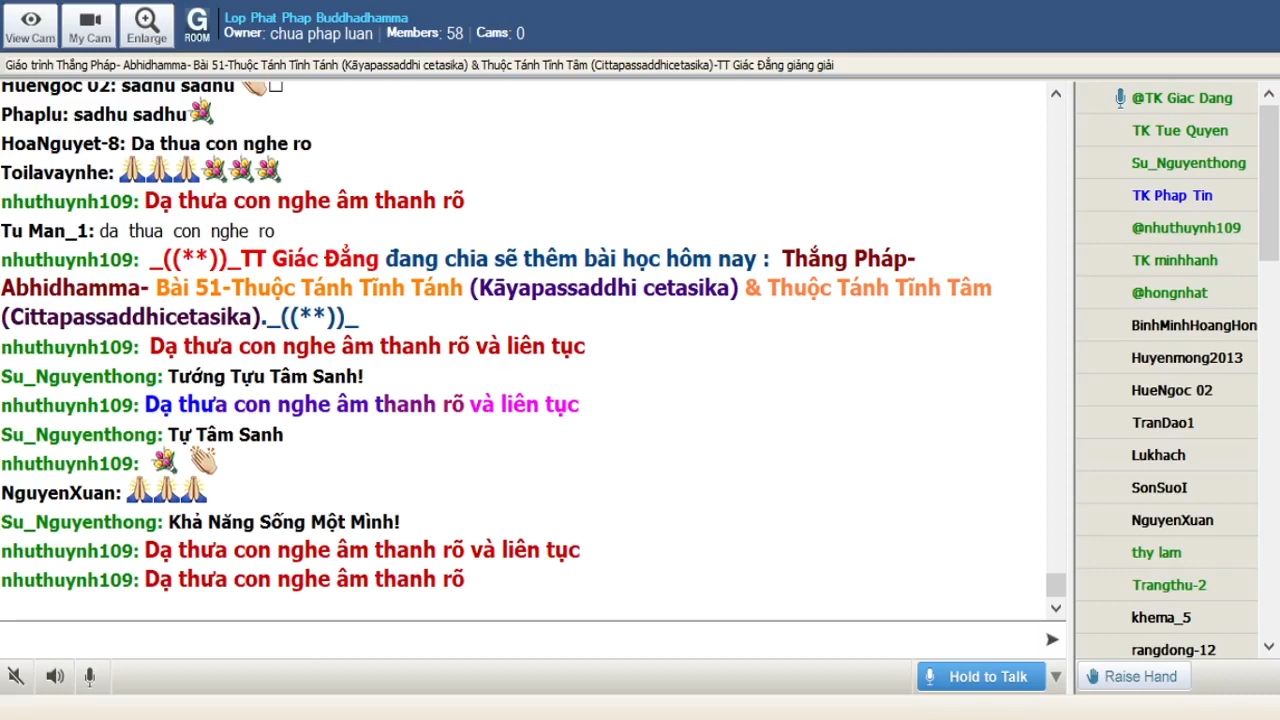 View Cam
My Cam
Enlarge
G
ROOM
Lop Phat Phap Buddhadhamma
Owner: chua phap luan | Members: 58 | Cams: 0
Giáo trình Thắng Pháp- Abhidhamma- Bài 51-Thuộc Tánh Tĩnh Tánh (Kāyapassaddhi cetasika) & Thuộc Tánh Tĩnh Tâm (Cittapassaddhicetasika)-TT Giác Đẳng giảng giải
HueNgoc 02: sadhu sadhu
Phaplu: sadhu sadhu
HoaNguyet-8: Da thua con nghe ro
Toilavaynhe:
nhuthuynh109: Dạ thưa con nghe âm thanh rõ
Tu Man_1: da thua con nghe ro
nhuthuynh109: _((**))_TT Giác Đẳng đang chia sẽ thêm bài học hôm nay : Thắng Pháp-
Abhidhamma- Bài 51-Thuộc Tánh Tĩnh Tánh (Kāyapassaddhi cetasika) & Thuộc Tánh Tĩnh Tâm
(Cittapassaddhicetasika)._((**))_
nhuthuynh109: Dạ thưa con nghe âm thanh rõ và liên tục
Su_Nguyenthong: Tướng Tựu Tâm Sanh!
nhuthuynh109: Dạ thưa con nghe âm thanh rõ và liên tục
Su_Nguyenthong: Tự Tâm Sanh
nhuthuynh109:
NguyenXuan:
Su_Nguyenthong: Khả Năng Sống Một Mình!
nhuthuynh109: Dạ thưa con nghe âm thanh rõ và liên tục
nhuthuynh109: Dạ thưa con nghe âm thanh rõ
@TK Giac Dang
TK Tue Quyen
Su_Nguyenthong
TK Phap Tin
@nhuthuynh109
TK minhhanh
@hongnhat
BinhMinhHoangHon
Huyenmong2013
HueNgoc 02
TranDao1
Lukhach
SonSuoI
NguyenXuan
thy lam
Trangthu-2
khema_5
rangdong-12
Hold to Talk
Raise Hand